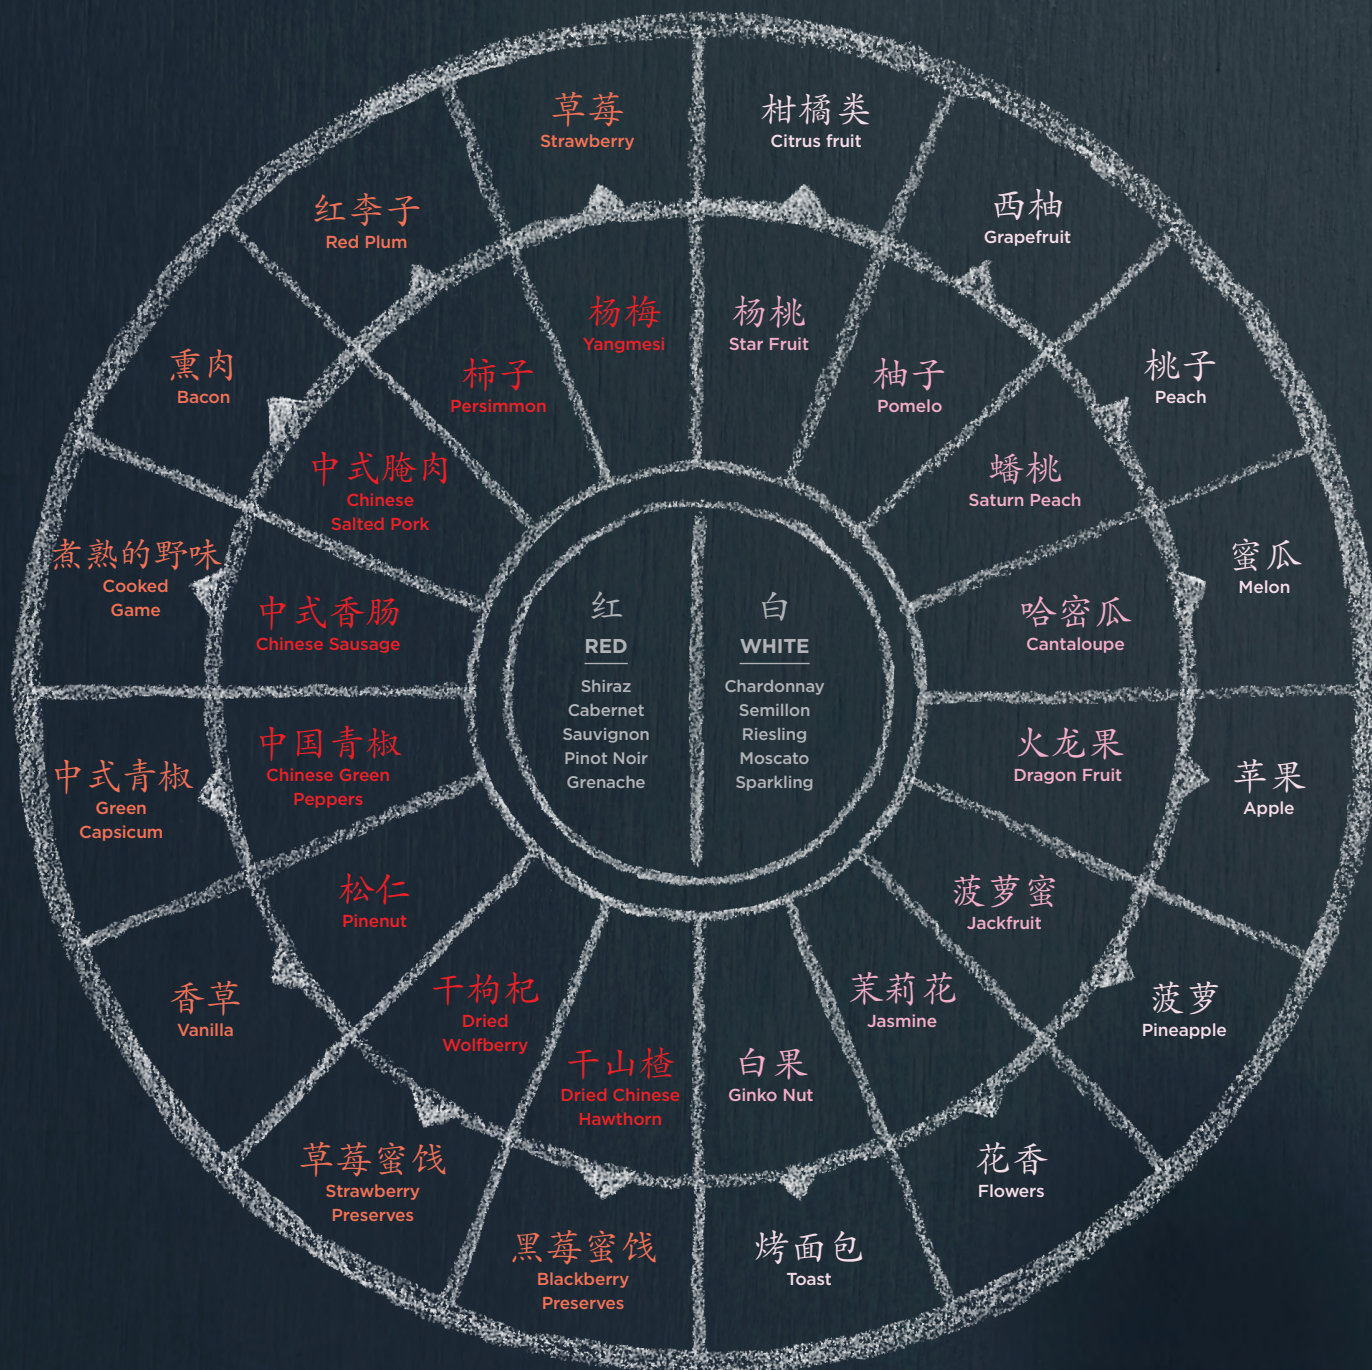 草莓
Strawberry
柑橘类
Citrus fruit
西柚
Grapefruit
桃子
Peach
蜜瓜
Melon
苹果
Apple
菠萝
Pineapple
花香
Flowers
烤面包
Toast
黑莓蜜饯
Blackberry
Preserves
草莓蜜饯
Strawberry
Preserves
香草
Vanilla
中式青椒
Green
Capsicum
煮熟的野味
Cooked
Game
熏肉
Bacon
红李子
Red Plum
杨梅
Yangmesi
杨桃
Star Fruit
柚子
Pomelo
蟠桃
Saturn Peach
哈密瓜
Cantaloupe
火龙果
Dragon Fruit
菠萝蜜
Jackfruit
茉莉花
Jasmine
白果
Ginko Nut
干山楂
Dried Chinese
Hawthorn
干枸杞
Dried
Wolfberry
松仁
Pinenut
中国青椒
Chinese Green
Peppers
中式香肠
Chinese Sausage
中式腌肉
Chinese
Salted Pork
柿子
Persimmon
红
RED
Shiraz
Cabernet
Sauvignon
Pinot Noir
Grenache
白
WHITE
Chardonnay
Semillon
Riesling
Moscato
Sparkling